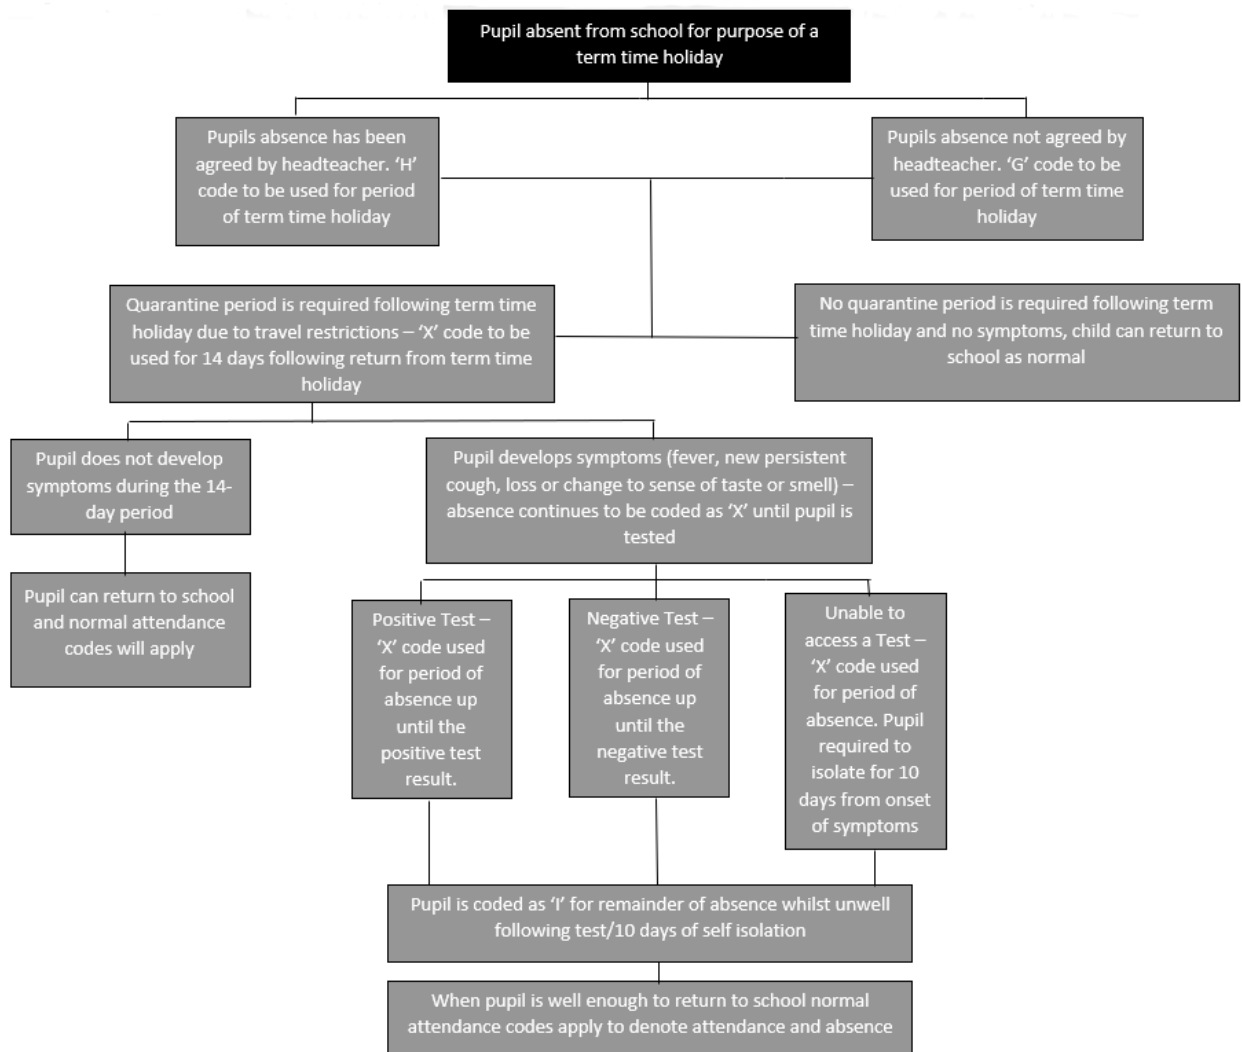 Pupil absent from school for purpose of a
term time holiday
Pupils absence has been
agreed by headteacher. ‘H’
code to be used for period
of term time holiday
Pupils absence not agreed by
headteacher. ‘G’ code to be
used for period of term time
holiday
Quarantine period is required following term time
holiday due to travel restrictions – ‘X’ code to be
used for 14 days following return from term time
holiday
No quarantine period is required following term
time holiday and no symptoms, child can return to
school as normal
Pupil does not develop
symptoms during the 14-
day period
Pupil develops symptoms (fever, new persistent
cough, loss or change to sense of taste or smell) –
absence continues to be coded as ‘X’ until pupil is
tested
Pupil can return to school
and normal attendance
codes will apply
Positive Test –
‘X’ code used
for period of
absence up
until the
positive test
result.
Negative Test –
‘X’ code used
for period of
absence up
until the
negative test
result.
Unable to
access a Test –
‘X’ code used
for period of
absence. Pupil
required to
isolate for 10
days from onset
of symptoms
Pupil is coded as ‘I’ for remainder of absence whilst unwell
following test/10 days of self isolation
When pupil is well enough to return to school normal
attendance codes apply to denote attendance and absence